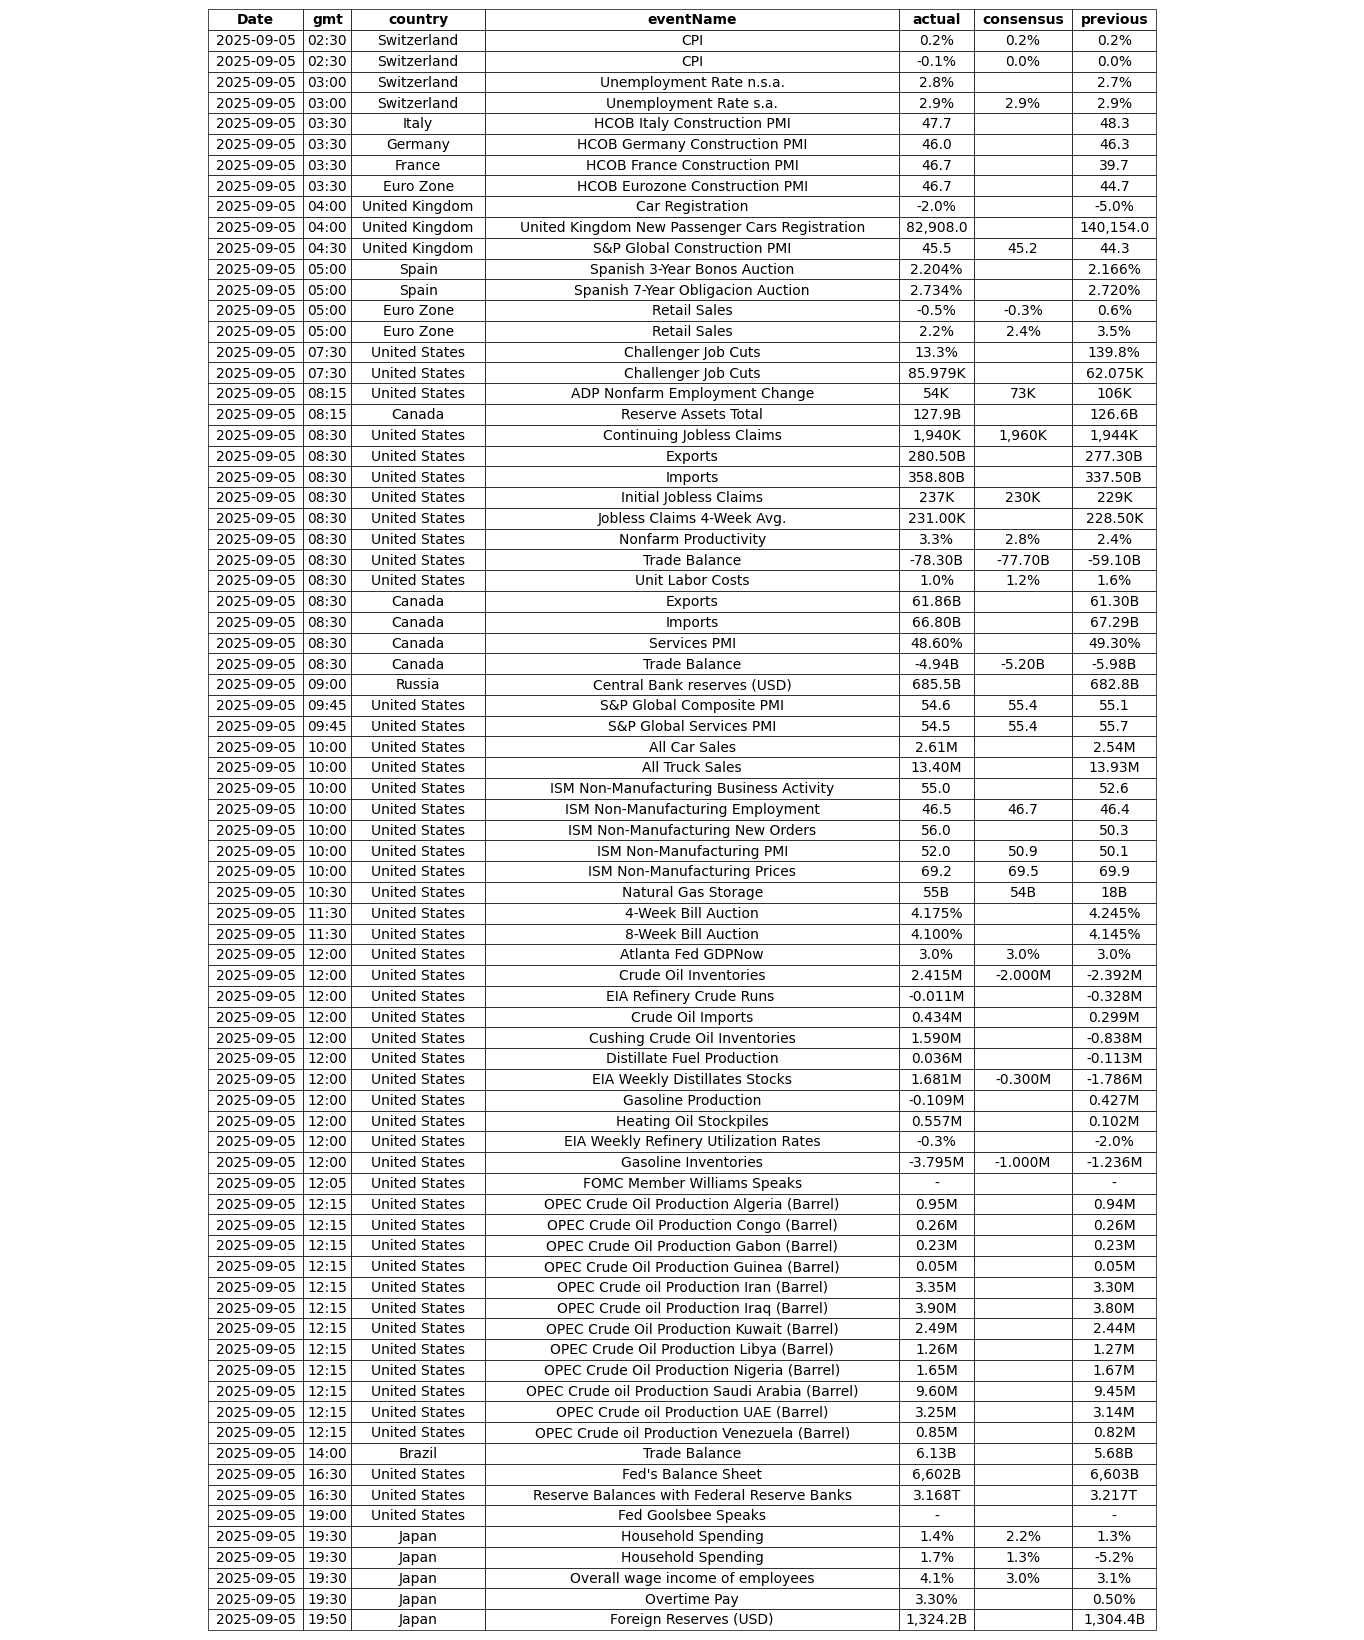 Date gmt country eventName actual consensus previous
2025-09-05 02:30 Switzerland CPI 0.2% 0.2% 0.2%
2025-09-05 02:30 Switzerland CPI -0.1% 0.0% 0.0%
2025-09-05 03:00 Switzerland Unemployment Rate n.s.a. 2.8% 2.7%
2025-09-05 03:00 Switzerland Unemployment Rate s.a. 2.9% 2.9% 2.9%
2025-09-05 03:30 Italy HCOB Italy Construction PMI 47.7 48.3
2025-09-05 03:30 Germany HCOB Germany Construction PMI 46.0 46.3
2025-09-05 03:30 France HCOB France Construction PMI 46.7 39.7
2025-09-05 03:30 Euro Zone HCOB Eurozone Construction PMI 46.7 44.7
2025-09-05 04:00 United Kingdom Car Registration -2.0% -5.0%
2025-09-05 04:00 United Kingdom United Kingdom New Passenger Cars Registration 82,908.0 140,154.0
2025-09-05 04:30 United Kingdom S&P Global Construction PMI 45.5 45.2 44.3
2025-09-05 05:00 Spain Spanish 3-Year Bonos Auction 2.204% 2.166%
2025-09-05 05:00 Spain Spanish 7-Year Obligacion Auction 2.734% 2.720%
2025-09-05 05:00 Euro Zone Retail Sales -0.5% -0.3% 0.6%
2025-09-05 05:00 Euro Zone Retail Sales 2.2% 2.4% 3.5%
2025-09-05 07:30 United States Challenger Job Cuts 13.3% 139.8%
2025-09-05 07:30 United States Challenger Job Cuts 85.979K 62.075K
2025-09-05 08:15 United States ADP Nonfarm Employment Change 54K 73K 106K
2025-09-05 08:15 Canada Reserve Assets Total 127.9B 126.6B
2025-09-05 08:30 United States Continuing Jobless Claims 1,940K 1,960K 1,944K
2025-09-05 08:30 United States Exports 280.50B 277.30B
2025-09-05 08:30 United States Imports 358.80B 337.50B
2025-09-05 08:30 United States Initial Jobless Claims 237K 230K 229K
2025-09-05 08:30 United States Jobless Claims 4-Week Avg. 231.00K 228.50K
2025-09-05 08:30 United States Nonfarm Productivity 3.3% 2.8% 2.4%
2025-09-05 08:30 United States Trade Balance -78.30B -77.70B -59.10B
2025-09-05 08:30 United States Unit Labor Costs 1.0% 1.2% 1.6%
2025-09-05 08:30 Canada Exports 61.86B 61.30B
2025-09-05 08:30 Canada Imports 66.80B 67.29B
2025-09-05 08:30 Canada Services PMI 48.60% 49.30%
2025-09-05 08:30 Canada Trade Balance -4.94B -5.20B -5.98B
2025-09-05 09:00 Russia Central Bank reserves (USD) 685.5B 682.8B
2025-09-05 09:45 United States S&P Global Composite PMI 54.6 55.4 55.1
2025-09-05 09:45 United States S&P Global Services PMI 54.5 55.4 55.7
2025-09-05 10:00 United States All Car Sales 2.61M 2.54M
2025-09-05 10:00 United States All Truck Sales 13.40M 13.93M
2025-09-05 10:00 United States ISM Non-Manufacturing Business Activity 55.0 52.6
2025-09-05 10:00 United States ISM Non-Manufacturing Employment 46.5 46.7 46.4
2025-09-05 10:00 United States ISM Non-Manufacturing New Orders 56.0 50.3
2025-09-05 10:00 United States ISM Non-Manufacturing PMI 52.0 50.9 50.1
2025-09-05 10:00 United States ISM Non-Manufacturing Prices 69.2 69.5 69.9
2025-09-05 10:30 United States Natural Gas Storage 55B 54B 18B
2025-09-05 11:30 United States 4-Week Bill Auction 4.175% 4.245%
2025-09-05 11:30 United States 8-Week Bill Auction 4.100% 4.145%
2025-09-05 12:00 United States Atlanta Fed GDPNow 3.0% 3.0% 3.0%
2025-09-05 12:00 United States Crude Oil Inventories 2.415M -2.000M -2.392M
2025-09-05 12:00 United States EIA Refinery Crude Runs -0.011M -0.328M
2025-09-05 12:00 United States Crude Oil Imports 0.434M 0.299M
2025-09-05 12:00 United States Cushing Crude Oil Inventories 1.590M -0.838M
2025-09-05 12:00 United States Distillate Fuel Production 0.036M -0.113M
2025-09-05 12:00 United States EIA Weekly Distillates Stocks 1.681M -0.300M -1.786M
2025-09-05 12:00 United States Gasoline Production -0.109M 0.427M
2025-09-05 12:00 United States Heating Oil Stockpiles 0.557M 0.102M
2025-09-05 12:00 United States EIA Weekly Refinery Utilization Rates -0.3% -2.0%
2025-09-05 12:00 United States Gasoline Inventories -3.795M -1.000M -1.236M
2025-09-05 12:05 United States FOMC Member Williams Speaks - -
2025-09-05 12:15 United States OPEC Crude Oil Production Algeria (Barrel) 0.95M 0.94M
2025-09-05 12:15 United States OPEC Crude Oil Production Congo (Barrel) 0.26M 0.26M
2025-09-05 12:15 United States OPEC Crude Oil Production Gabon (Barrel) 0.23M 0.23M
2025-09-05 12:15 United States OPEC Crude Oil Production Guinea (Barrel) 0.05M 0.05M
2025-09-05 12:15 United States OPEC Crude oil Production Iran (Barrel) 3.35M 3.30M
2025-09-05 12:15 United States OPEC Crude oil Production Iraq (Barrel) 3.90M 3.80M
2025-09-05 12:15 United States OPEC Crude Oil Production Kuwait (Barrel) 2.49M 2.44M
2025-09-05 12:15 United States OPEC Crude Oil Production Libya (Barrel) 1.26M 1.27M
2025-09-05 12:15 United States OPEC Crude Oil Production Nigeria (Barrel) 1.65M 1.67M
2025-09-05 12:15 United States OPEC Crude oil Production Saudi Arabia (Barrel) 9.60M 9.45M
2025-09-05 12:15 United States OPEC Crude oil Production UAE (Barrel) 3.25M 3.14M
2025-09-05 12:15 United States OPEC Crude oil Production Venezuela (Barrel) 0.85M 0.82M
2025-09-05 14:00 Brazil Trade Balance 6.13B 5.68B
2025-09-05 16:30 United States Fed's Balance Sheet 6,602B 6,603B
2025-09-05 16:30 United States Reserve Balances with Federal Reserve Banks 3.168T 3.217T
2025-09-05 19:00 United States Fed Goolsbee Speaks - -
2025-09-05 19:30 Japan Household Spending 1.4% 2.2% 1.3%
2025-09-05 19:30 Japan Household Spending 1.7% 1.3% -5.2%
2025-09-05 19:30 Japan Overall wage income of employees 4.1% 3.0% 3.1%
2025-09-05 19:30 Japan Overtime Pay 3.30% 0.50%
2025-09-05 19:50 Japan Foreign Reserves (USD) 1,324.2B 1,304.4B